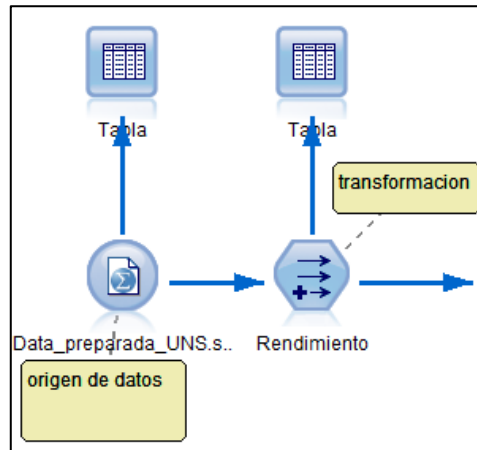 Tabla
Tabla
transformacion
Data_preparada_UNS.s..
Rendimiento
origen de datos